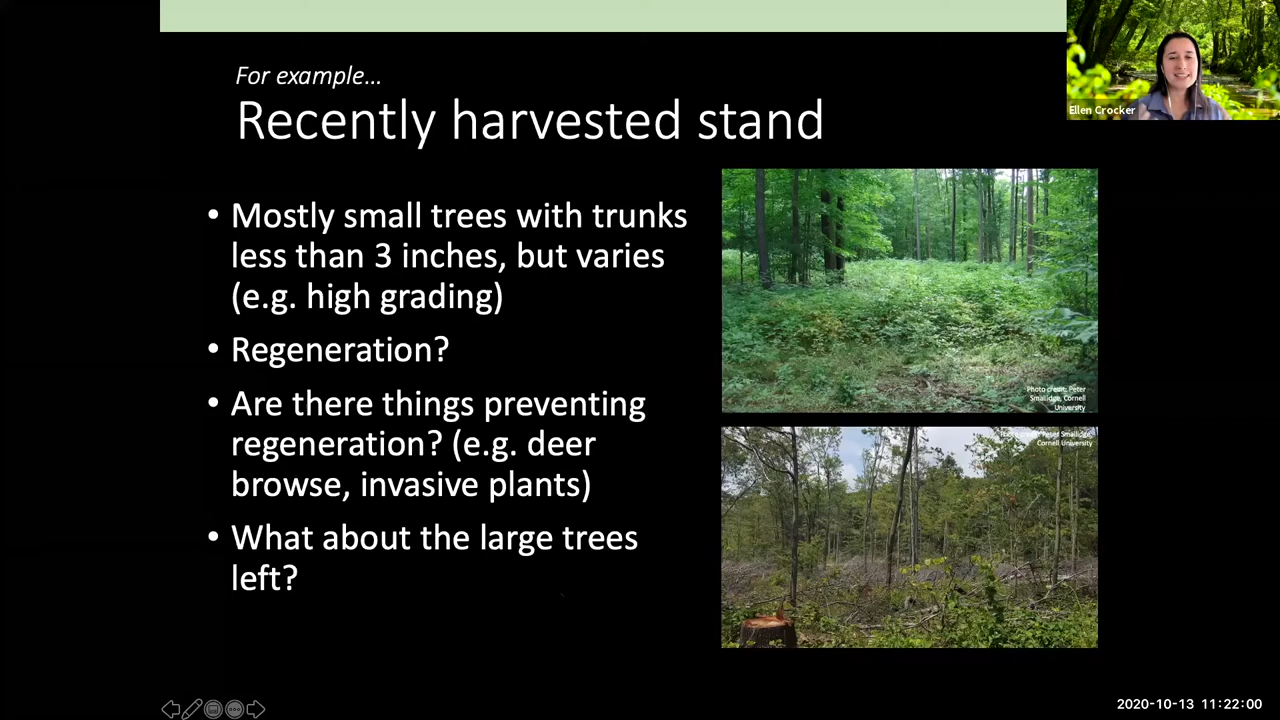 For example...
Recently harvested stand
Ellen Crocker
• Mostly small trees with trunks
less than 3 inches, but varies
(e.g. high grading)
• Regeneration?
• Are there things preventing
regeneration? (e.g. deer
browse, invasive plants)
• What about the large trees
left?
Photo credit: Peter
Smallidge, Cornell
University
Peter Smallidge,
Cornell University
2020-10-13 11:22:00